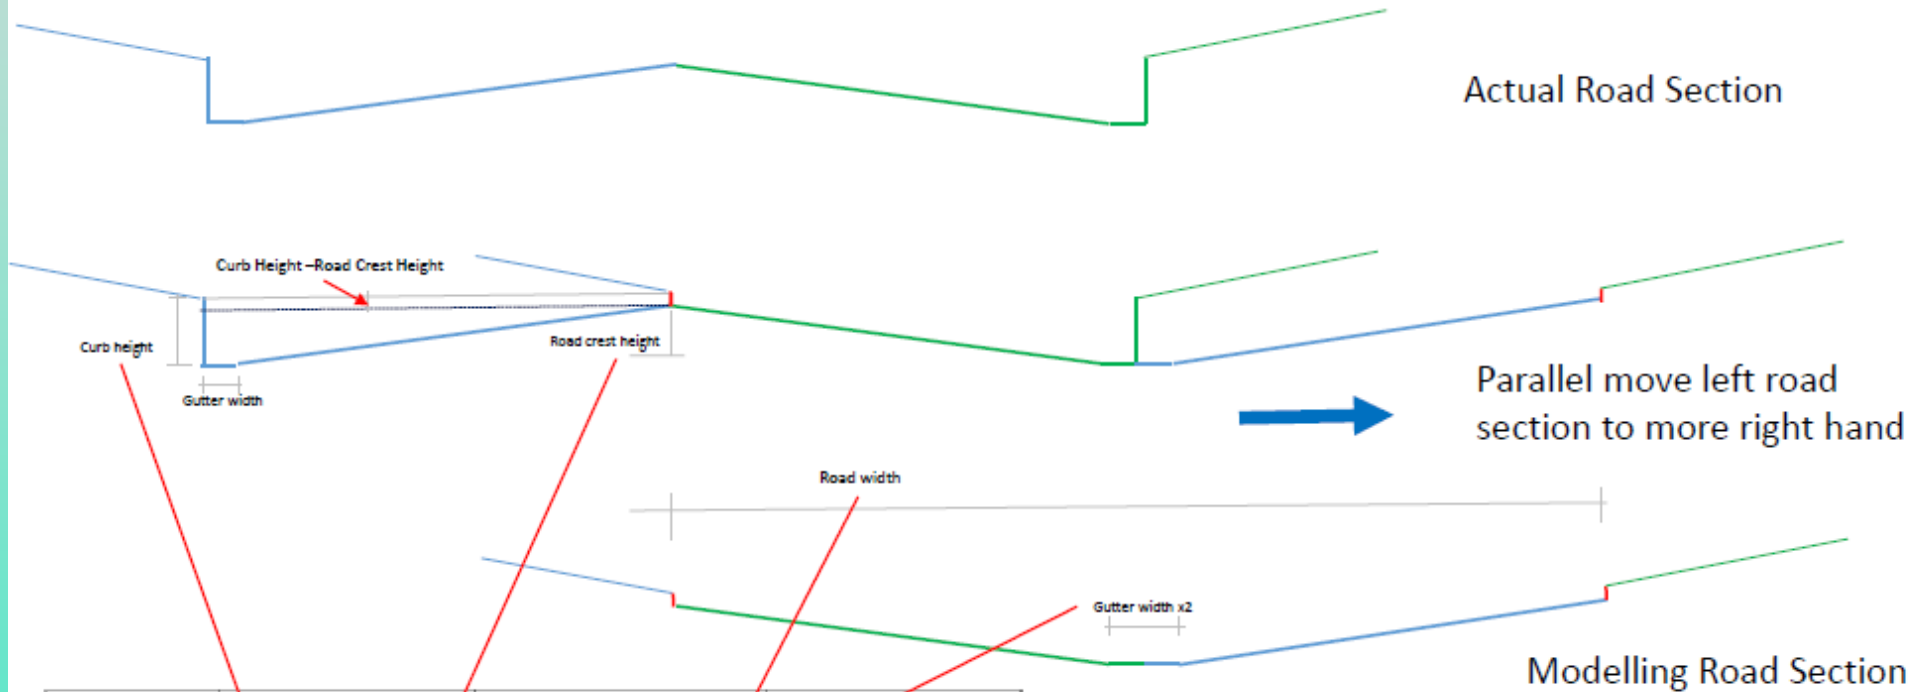 Actual Road Section
Curb Height –Road Crest Height
Curb height
Road crest height
Gutter width
Parallel move left road
section to more right hand
Road width
Gutter width x2
Modelling Road Section